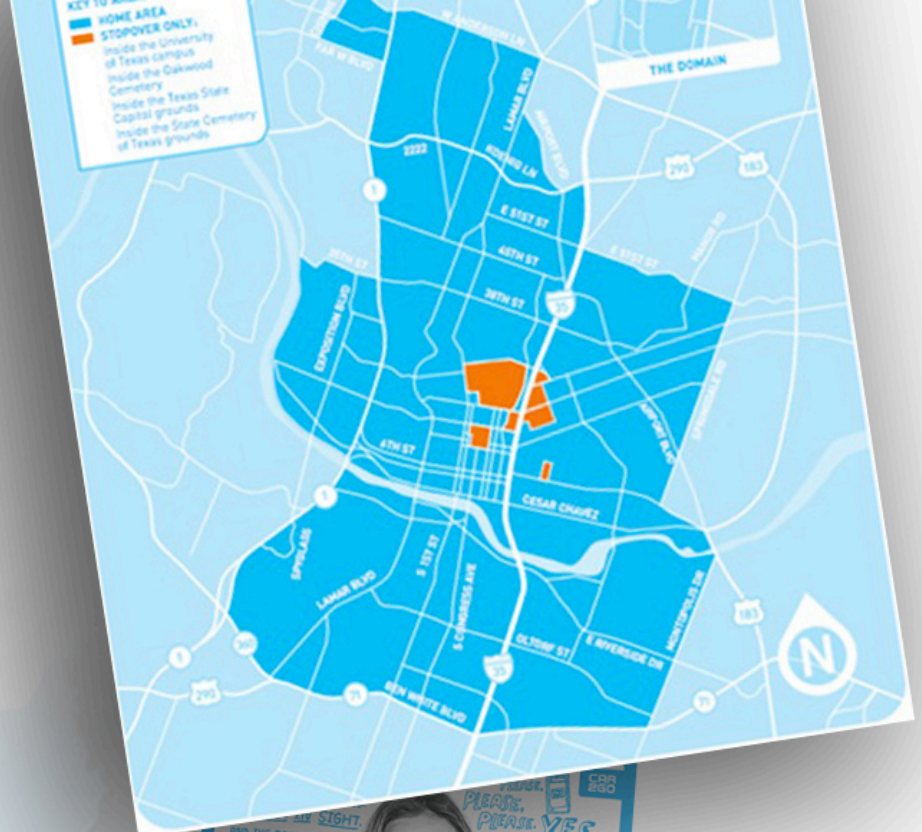 KEY TO
HOME AREA
STOPOVER ONLY:
Inside the University
of Texas campus
Inside the Oakwood
Cemetery
Inside the Texas State
Capitol grounds
Inside the State Cemetery
of Texas grounds
W ANDERSON LN
FAR W BLVD
LAMAR BLVD
AIRPORT BLVD
THE DOMAIN
2222
KOENIG LN
290
183
1
E 51ST ST
45TH ST
E 51ST ST
MANOR RD
35TH ST
38TH ST
35
EXPOSITION BLVD
AIRPORT BLVD
SPRINGDALE RD
6TH ST
1
CESAR CHAVEZ
SPYGLASS
S 1ST ST
LAMAR BLVD
S CONGRESS AVE
MONTOPOLIS DR
183
N
360
1
OLTORF ST
E RIVERSIDE DR
35
290
71
BEN WHITE BLVD
71
CAR
2GO
PLEASE,
PLEASE,
PLEASE. YES
SIGHT.